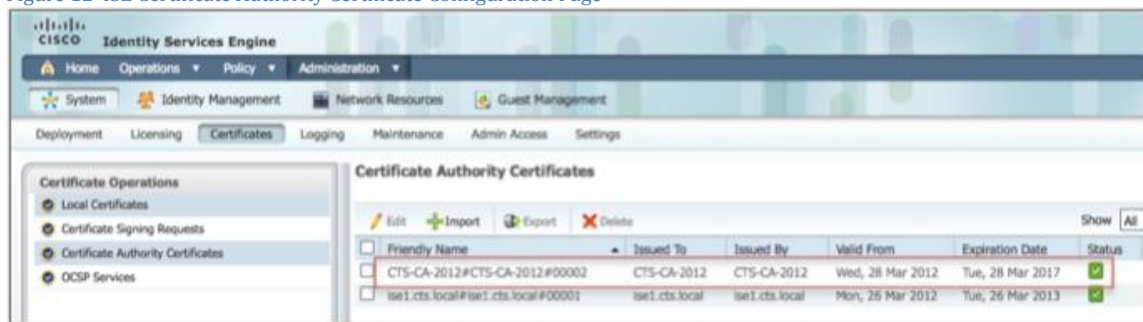 Figure 12 ISE Certificate Authority Certificate Configuration Page
CISCO Identity Services Engine
Home Operations Policy Administration
System Identity Management Network Resources Guest Management
Deployment Licensing Certificates Logging Maintenance Admin Access Settings
Certificate Operations
Local Certificates
Certificate Signing Requests
Certificate Authority Certificates
OCSP Services
Certificate Authority Certificates
Edit Import Export Delete Show All
Friendly Name Issued To Issued By Valid From Expiration Date Status
CTS-CA-2012#CTS-CA-2012#00002 CTS-CA-2012 CTS-CA-2012 Wed, 28 Mar 2012 Tue, 28 Mar 2017
ise1.cts.local#ise1.cts.local#00001 ise1.cts.local ise1.cts.local Mon, 26 Mar 2012 Tue, 26 Mar 2013